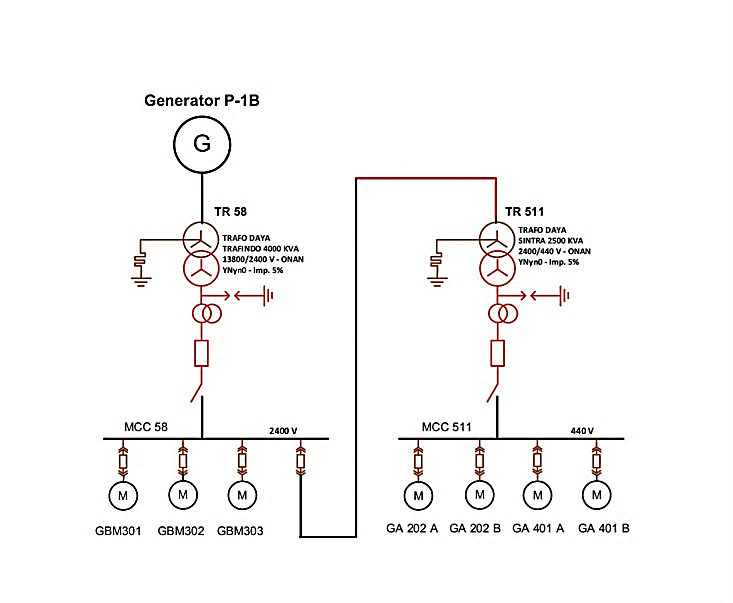 Generator P-1B
G
TR 58
TRAFO DAYA
TRAFINDO 4000 KVA
13800/2400 V - ONAN
YNyn0 - Imp. 5%
TR 511
TRAFO DAYA
SINTRA 2500 KVA
2400/440 V - ONAN
YNyn0 - Imp. 5%
MCC 58
2400 V
MCC 511
440 V
M
M
M
M
M
M
M
GBM301
GBM302
GBM303
GA 202 A
GA 202 B
GA 401 A
GA 401 B